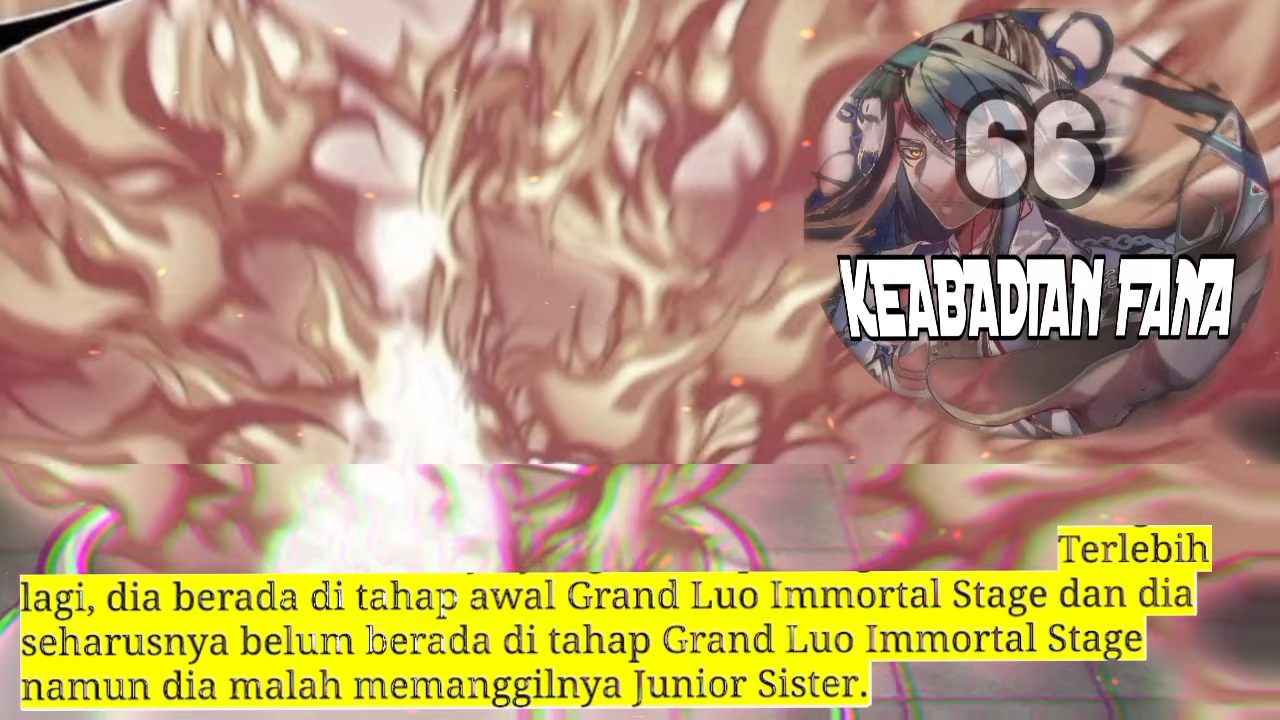 66
KEABADIAN FANA
Terlebih
lagi, dia berada di tahap awal Grand Luo Immortal Stage dan dia
seharusnya belum berada di tahap Grand Luo Immortal Stage
namun dia malah memanggilnya Junior Sister.